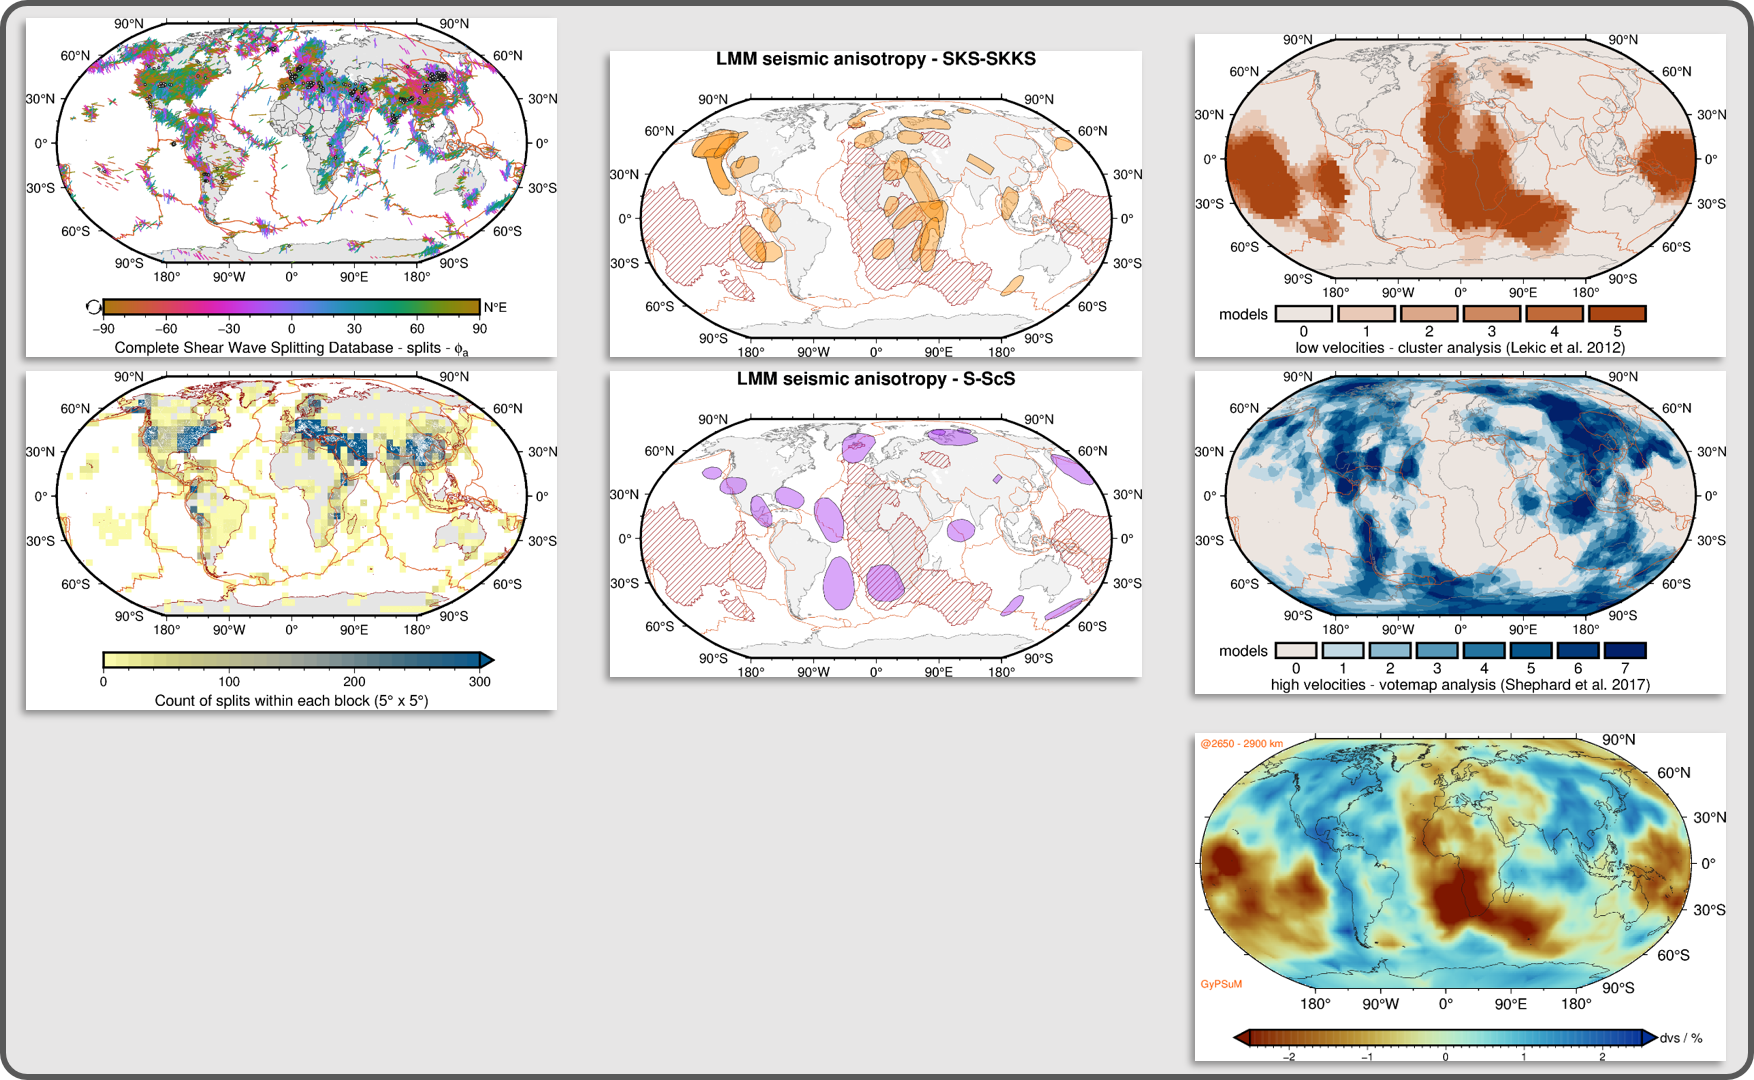 90°N 90°N
60°N 60°N
30°N 30°N
0° 0°
30°S 30°S
60°S 60°S
90°S 90°S
180° 90°W 0° 90°E 180°
N°E
−90 −60 −30 0 30 60 90
Complete Shear Wave Splitting Database - splits - ϕa
90°N 90°N
60°N 60°N
30°N 30°N
0° 0°
30°S 30°S
60°S 60°S
90°S 90°S
180° 90°W 0° 90°E 180°
0 100 200 300
Count of splits within each block (5° x 5°)
LMM seismic anisotropy - SKS-SKKS
90°N 90°N
60°N 60°N
30°N 30°N
0° 0°
30°S 30°S
60°S 60°S
90°S 90°S
180° 90°W 0° 90°E 180°
LMM seismic anisotropy - S-ScS
90°N 90°N
60°N 60°N
30°N 30°N
0° 0°
30°S 30°S
60°S 60°S
90°S 90°S
180° 90°W 0° 90°E 180°
90°N 90°N
60°N 60°N
30°N 30°N
0° 0°
30°S 30°S
60°S 60°S
90°S 90°S
180° 90°W 0° 90°E 180°
models
0 1 2 3 4 5
low velocities - cluster analysis (Lekic et al. 2012)
90°N 90°N
60°N 60°N
30°N 30°N
0° 0°
30°S 30°S
60°S 60°S
90°S 90°S
180° 90°W 0° 90°E 180°
models
0 1 2 3 4 5 6 7
high velocities - votemap analysis (Shephard et al. 2017)
@2650 - 2900 km
90°N
60°N
30°N
0°
30°S
60°S
GyPSuM
90°S
180° 90°W 0° 90°E 180°
dvs / %
−2 −1 0 1 2